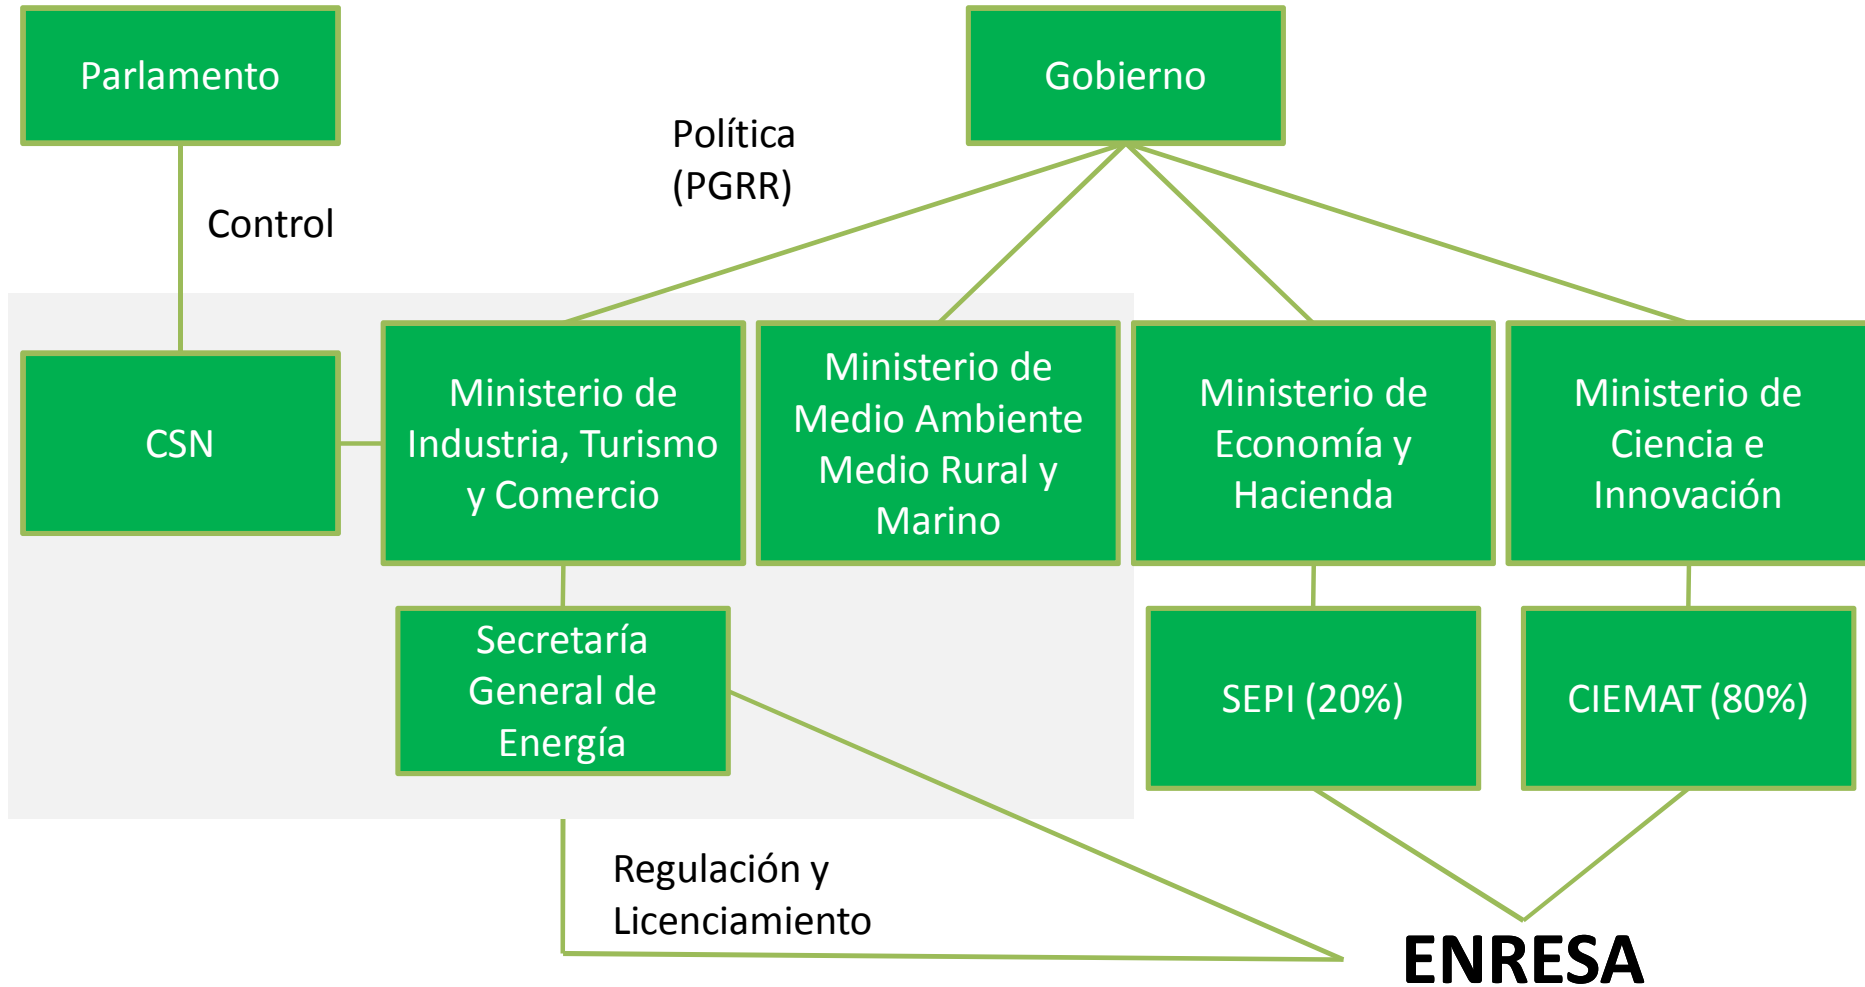 Parlamento
Gobierno
Política
(PGRR)
Control
CSN
Ministerio de
Industria, Turismo
y Comercio
Ministerio de
Medio Ambiente
Medio Rural y
Marino
Ministerio de
Economía y
Hacienda
Ministerio de
Ciencia e
Innovación
Secretaría
General de
Energía
SEPI (20%)
CIEMAT (80%)
Regulación y
Licenciamiento
ENRESA